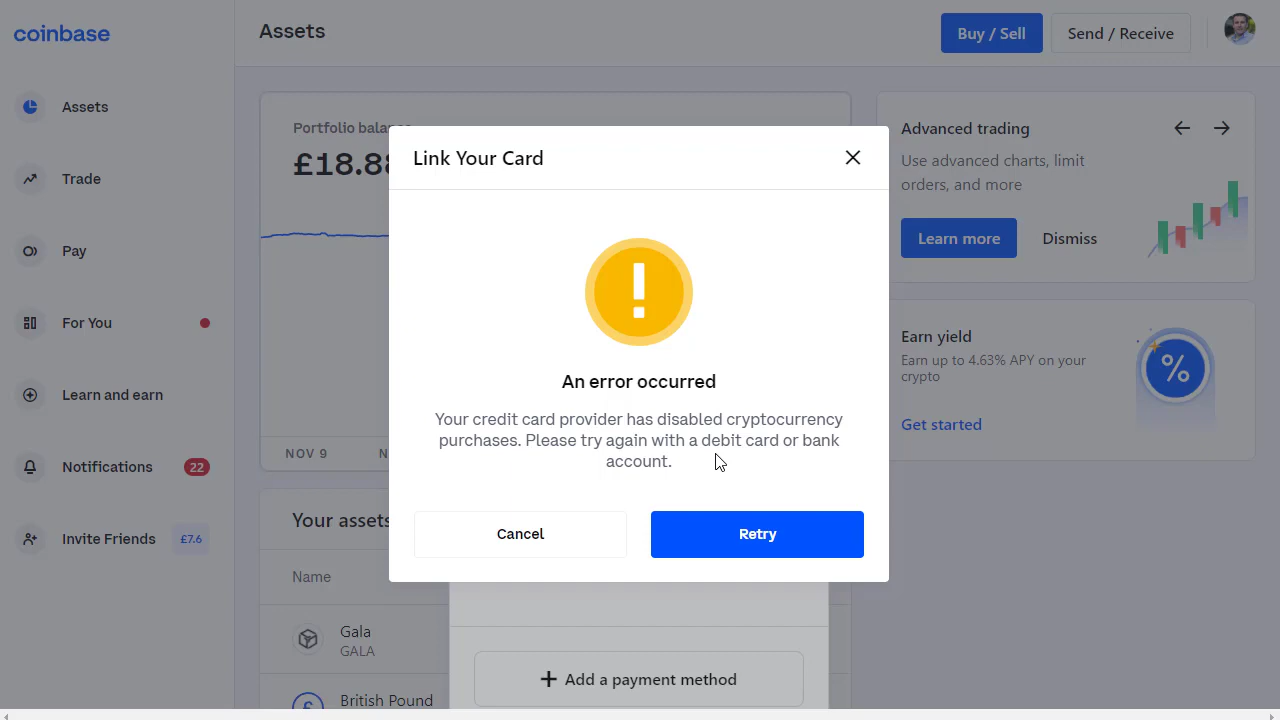 coinbase
Assets
Buy / Sell
Send / Receive
Assets
Trade
Pay
For You
Learn and earn
Notifications
22
Invite Friends
£7.6
Portfolio balance
£18.88
NOV 9
N
Your assets
Name
Gala
GALA
British Pound
£
Link Your Card
An error occurred
Your credit card provider has disabled cryptocurrency
purchases. Please try again with a debit card or bank
account.
Cancel
Retry
Add a payment method
Advanced trading
Use advanced charts, limit
orders, and more
Learn more
Dismiss
Earn yield
Earn up to 4.63% APY on your
crypto
%
Get started